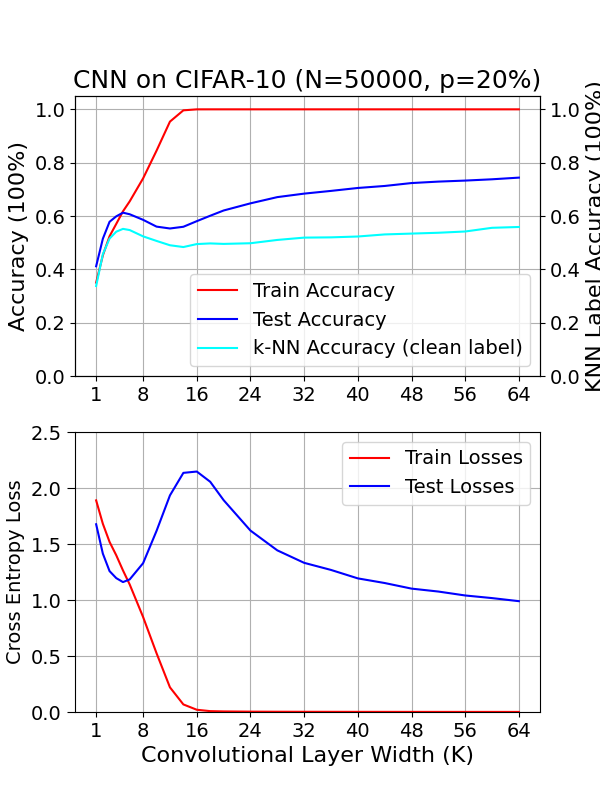 CNN on CIFAR-10 (N=50000, p=20%)
Accuracy (100%)
1.0
0.8
0.6
0.4
0.2
0.0
1.0
0.8
0.6
0.4
0.2
0.0
KNN Label Accuracy (100%)
Train Accuracy
Test Accuracy
k-NN Accuracy (clean label)
1 8 16 24 32 40 48 56 64
Cross Entropy Loss
2.5
2.0
1.5
1.0
0.5
0.0
Train Losses
Test Losses
1 8 16 24 32 40 48 56 64
Convolutional Layer Width (K)